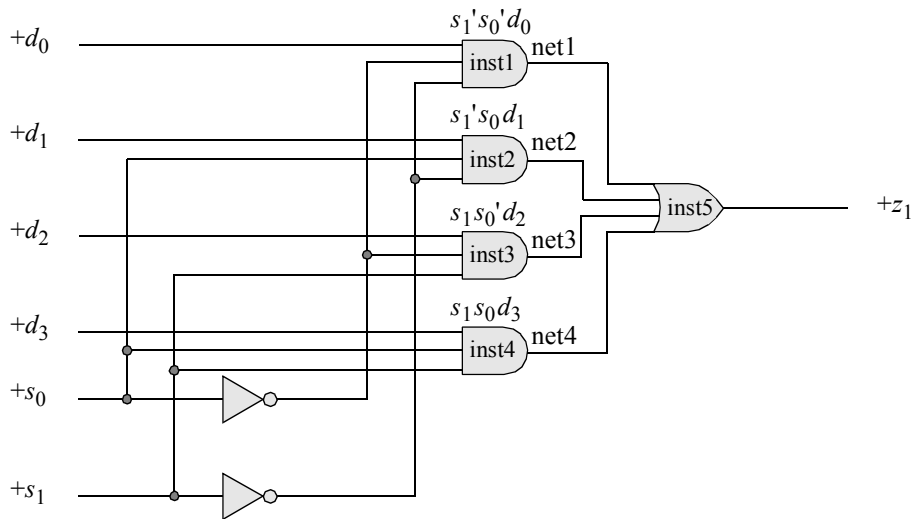 s₁'s₀'d₀
+d₀
inst1
net1
s₁'s₀d₁
+d₁
inst2
net2
s₁s₀'d₂
+d₂
inst3
net3
inst5
+z₁
s₁s₀d₃
+d₃
inst4
net4
+s₀
+s₁